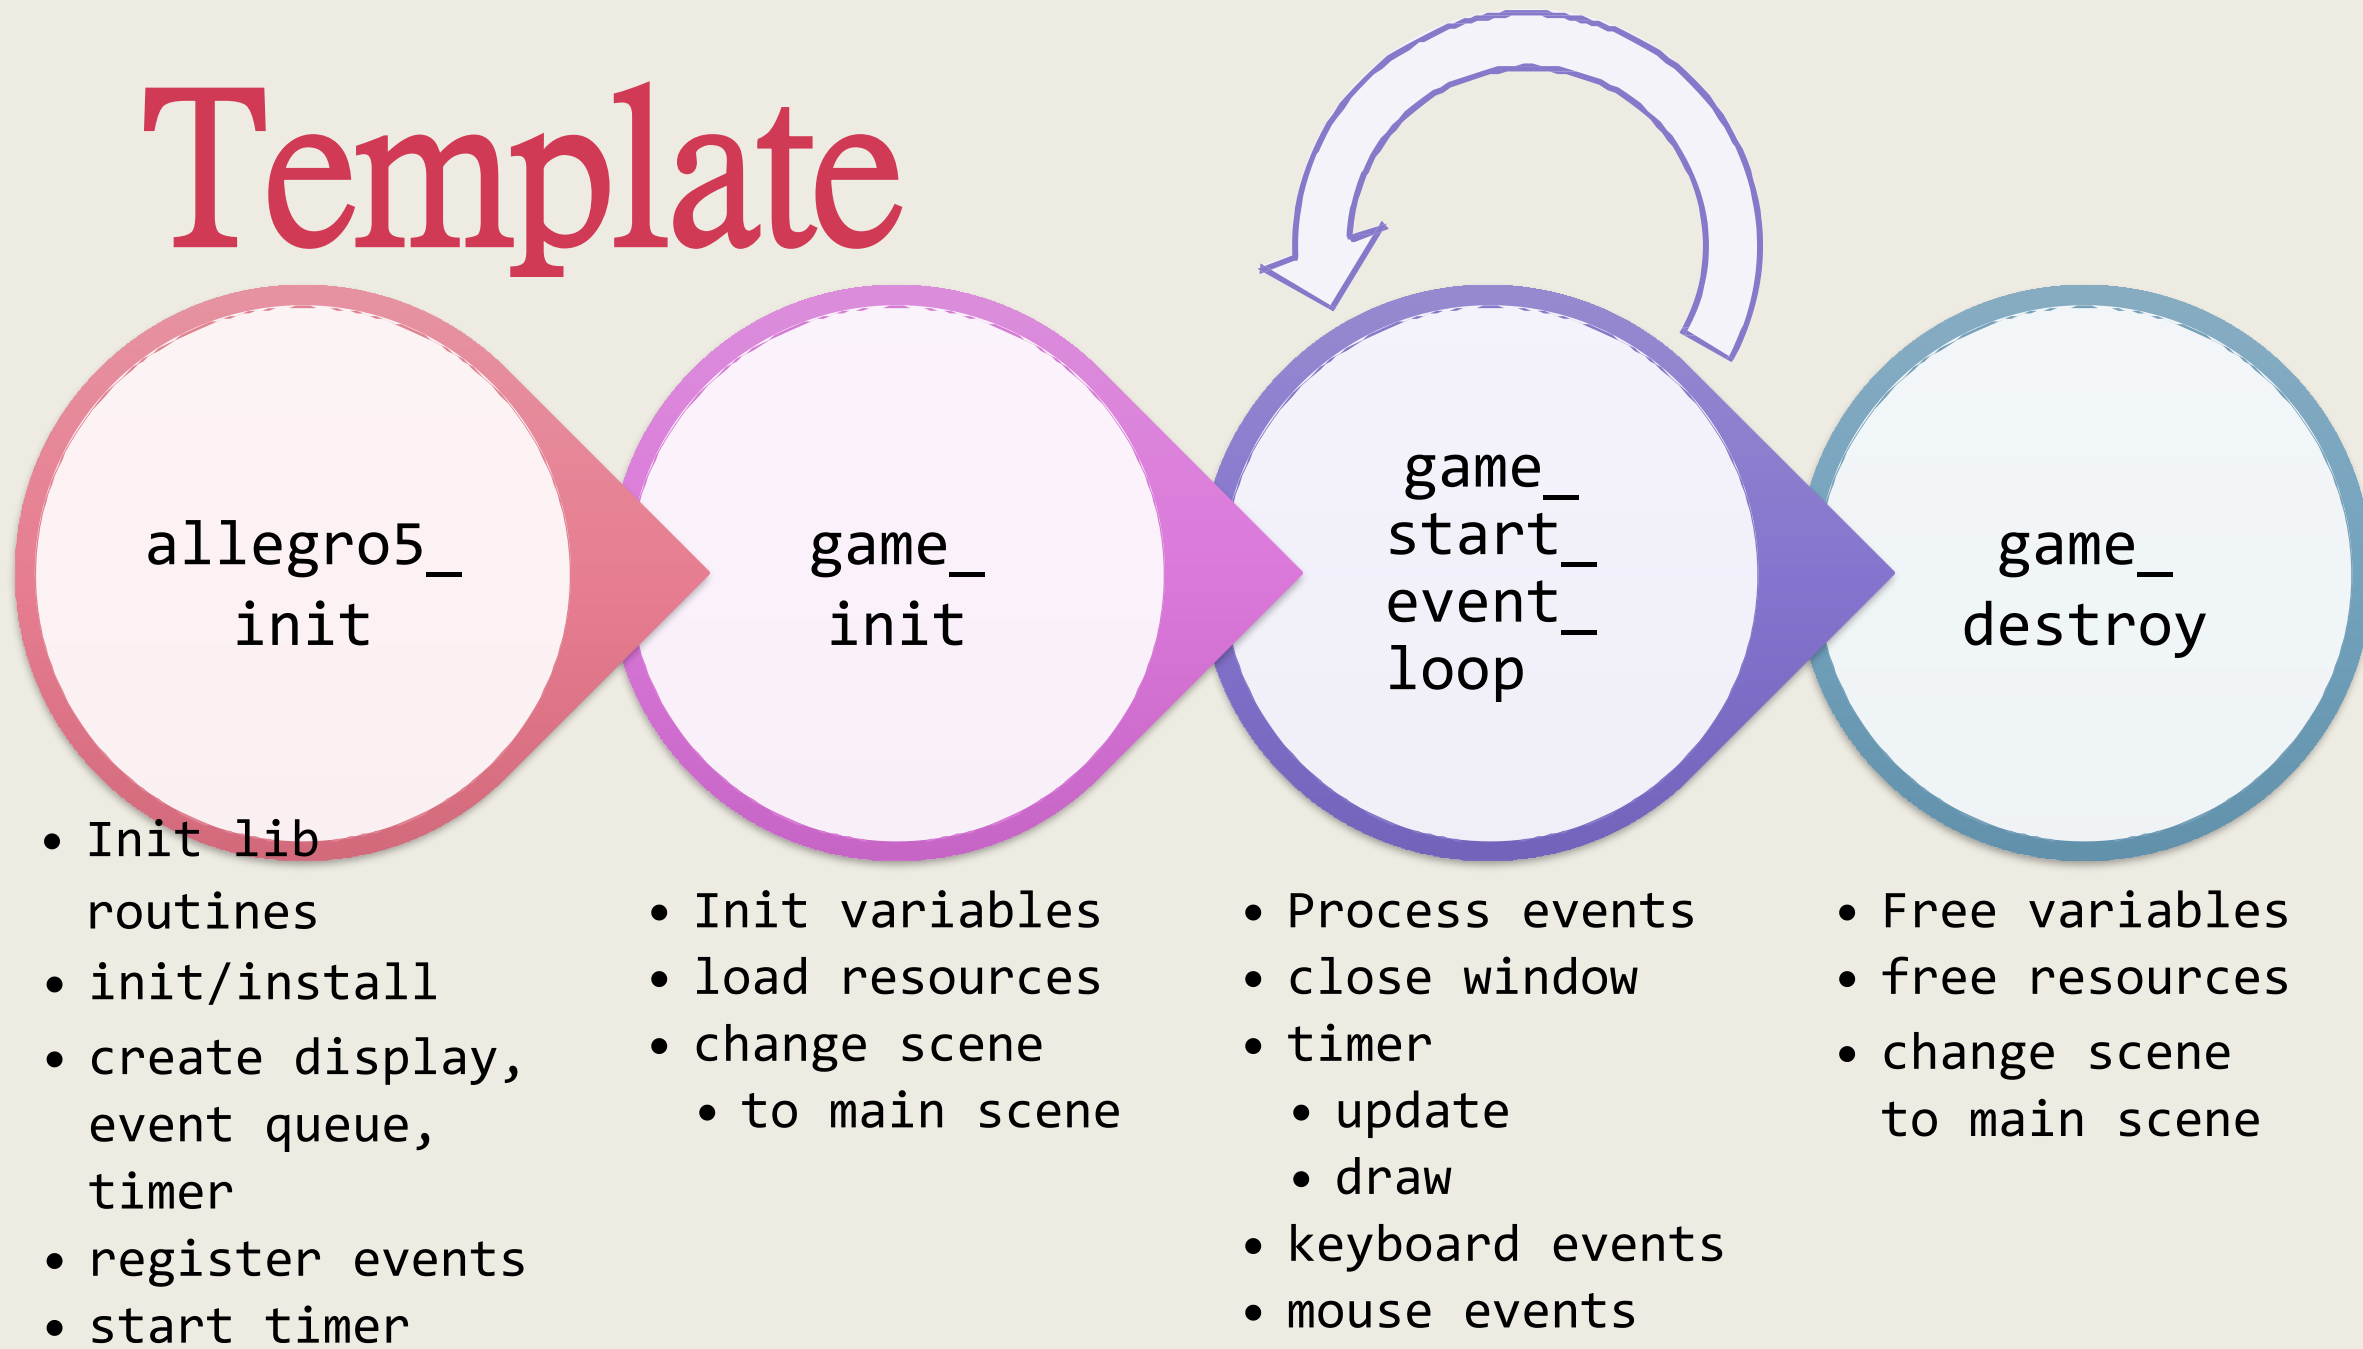 Template
allegro5_
init
game_
init
game_
start_
event_
loop
game_
destroy
• Init lib
routines
• init/install
• create display,
event queue,
timer
• register events
• start timer
• Init variables
• load resources
• change scene
• to main scene
• Process events
• close window
• timer
• update
• draw
• keyboard events
• mouse events
• Free variables
• free resources
• change scene
to main scene